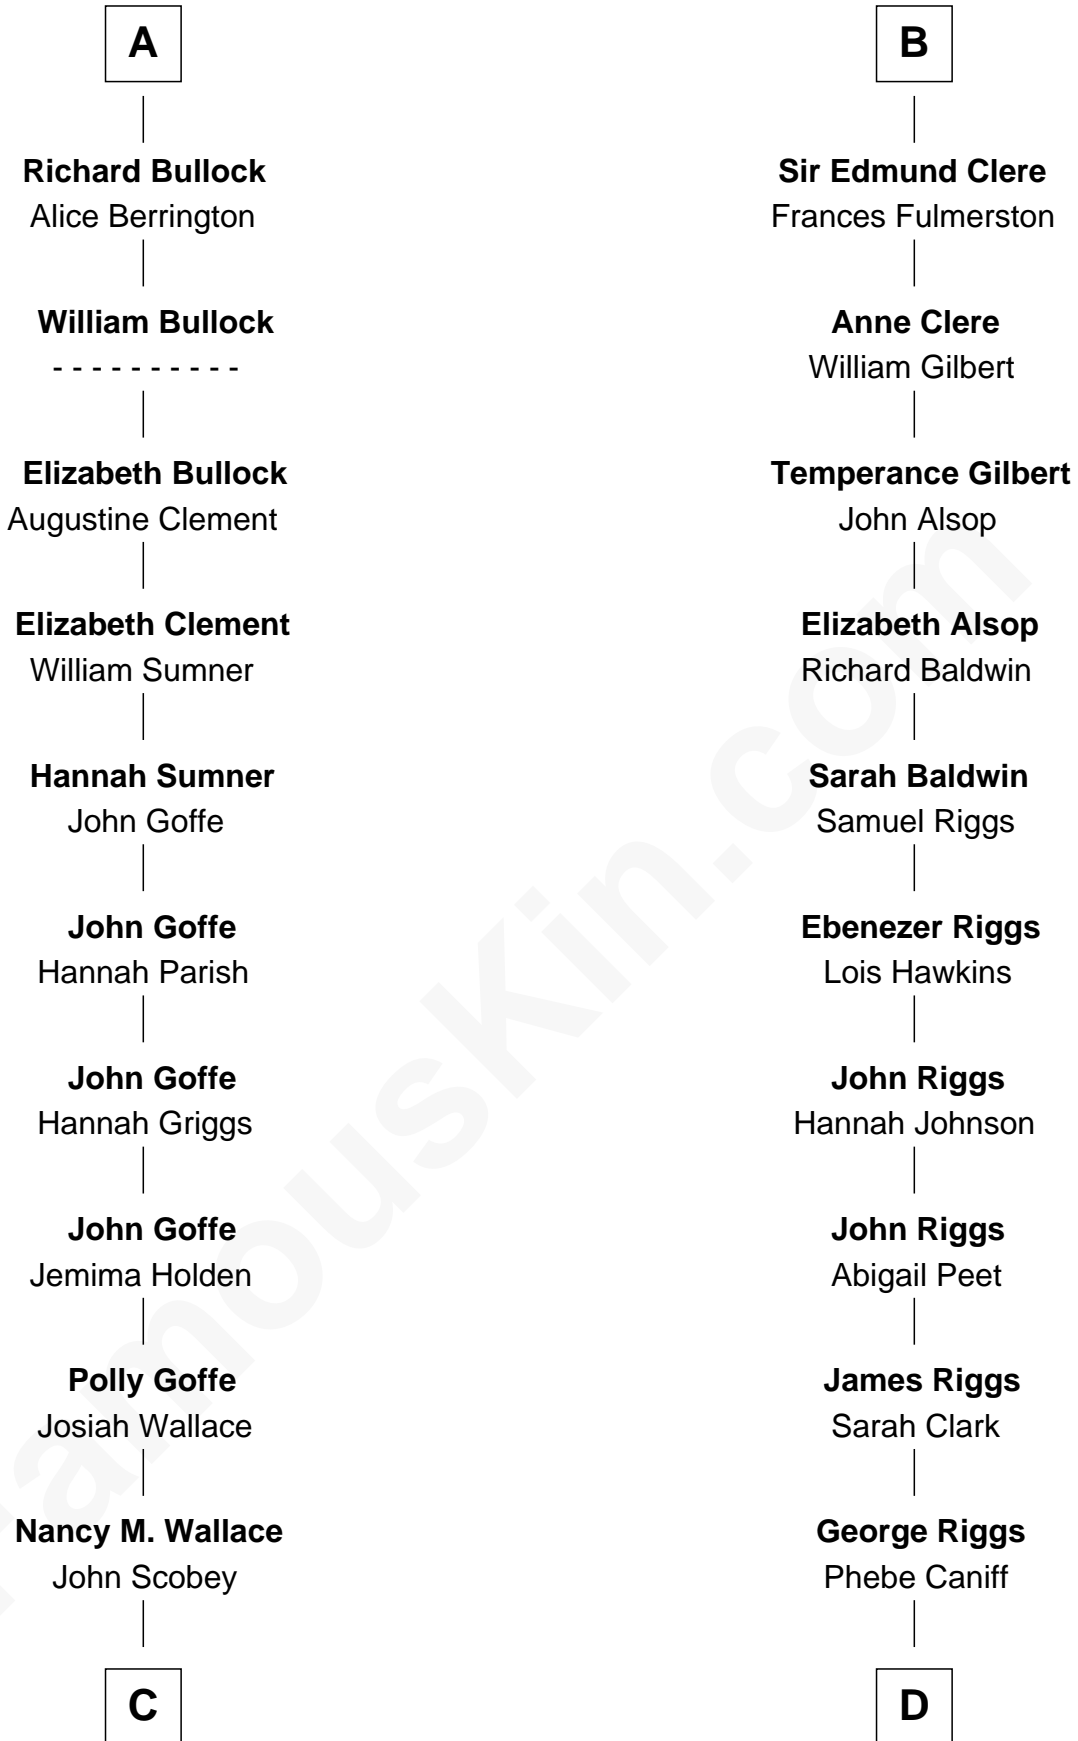 A
Richard Bullock
Alice Berrington
William Bullock
- - - - - - - - - -
Elizabeth Bullock
Augustine Clement
Elizabeth Clement
William Sumner
Hannah Sumner
John Goffe
John Goffe
Hannah Parish
John Goffe
Hannah Griggs
John Goffe
Jemima Holden
Polly Goffe
Josiah Wallace
Nancy M. Wallace
John Scobey
C
B
Sir Edmund Clere
Frances Fulmerston
Anne Clere
William Gilbert
Temperance Gilbert
John Alsop
Elizabeth Alsop
Richard Baldwin
Sarah Baldwin
Samuel Riggs
Ebenezer Riggs
Lois Hawkins
John Riggs
Hannah Johnson
John Riggs
Abigail Peet
James Riggs
Sarah Clark
George Riggs
Phebe Caniff
D
FamousKin.com